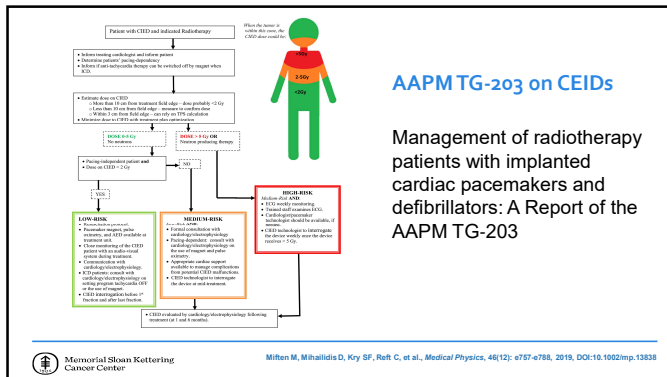 Patient with CIED and indicated Radiotherapy
• Inform treating cardiologist and inform patient
• Determine patients' pacing-dependency
• Inform if anti-tachycardia therapy can be switched off by magnet when
ICD.
• Estimate dose on CIED
o More than 10 cm from treatment field edge – dose probably <2 Gy
o Less than 10 cm from field edge – measure to confirm dose
o Within 3 cm from field edge – can rely on TPS calculation
• Minimize dose to CIED with treatment plan optimization
DOSE 0-5 Gy
No neutrons
DOSE > 5 Gy OR
Neutron producing therapy
• Pacing-independent patient and
• Dose on CIED < 2 Gy
NO
YES
LOW-RISK
• Pacemaker magnet, pulse
oximetry, and AED available at
treatment unit.
• Close monitoring of the CIED
patient with an audio-visual
system during treatment.
• Communication with
cardiology/electrophysiology.
• ICD patients: consult with
cardiology/electrophysiology on
setting program tachycardia OFF
or the use of magnet.
• CIED interrogation before 1st
fraction and after last fraction.
MEDIUM-RISK
• Formal consultation with
cardiology/electrophysiology
• Pacing-dependent consult with
cardiology/electrophysiology on
the use of magnet and pulse
oximetry.
• Appropriate cardiac support
available to manage complications
from potential CIED malfunctions.
• CIED technologist to interrogate
the device at mid-treatment
HIGH-RISK
Medium-Risk AND:
• ECG weekly monitoring.
• Trained staff examines ECG.
• Cardiologist/pacemaker
technologist should be available, if
needed.
• CIED technologist to interrogate
the device weekly once the device
receives > 5 Gy.
• CIED evaluated by cardiology/electrophysiology following
treatment (at 1 and 6 months).
When the tumor is
within this zone, the
CIED dose could be:
>5Gy
2-5Gy
<2Gy
AAPM TG-203 on CEIDs
Management of radiotherapy
patients with implanted
cardiac pacemakers and
defibrillators: A Report of the
AAPM TG-203
Memorial Sloan Kettering
Cancer Center
Miften M, Mihailidis D, Kry SF, Reft C, et al., Medical Physics, 46(12): e757-e788, 2019, DOI:10.1002/mp.13838